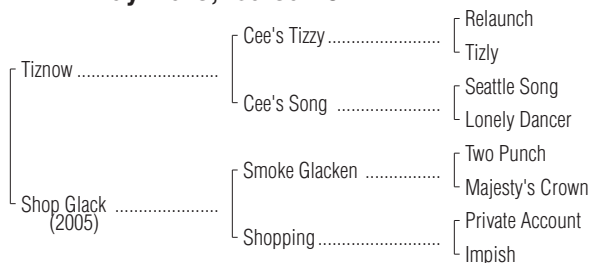 Relaunch
Cee's Tizzy ........................
Tizly
Tiznow ..............................
Seattle Song
Cee's Song ......................
Lonely Dancer
Two Punch
Smoke Glacken ................
Majesty's Crown
Shop Glack ......................
(2005)
Private Account
Shopping..........................
Impish